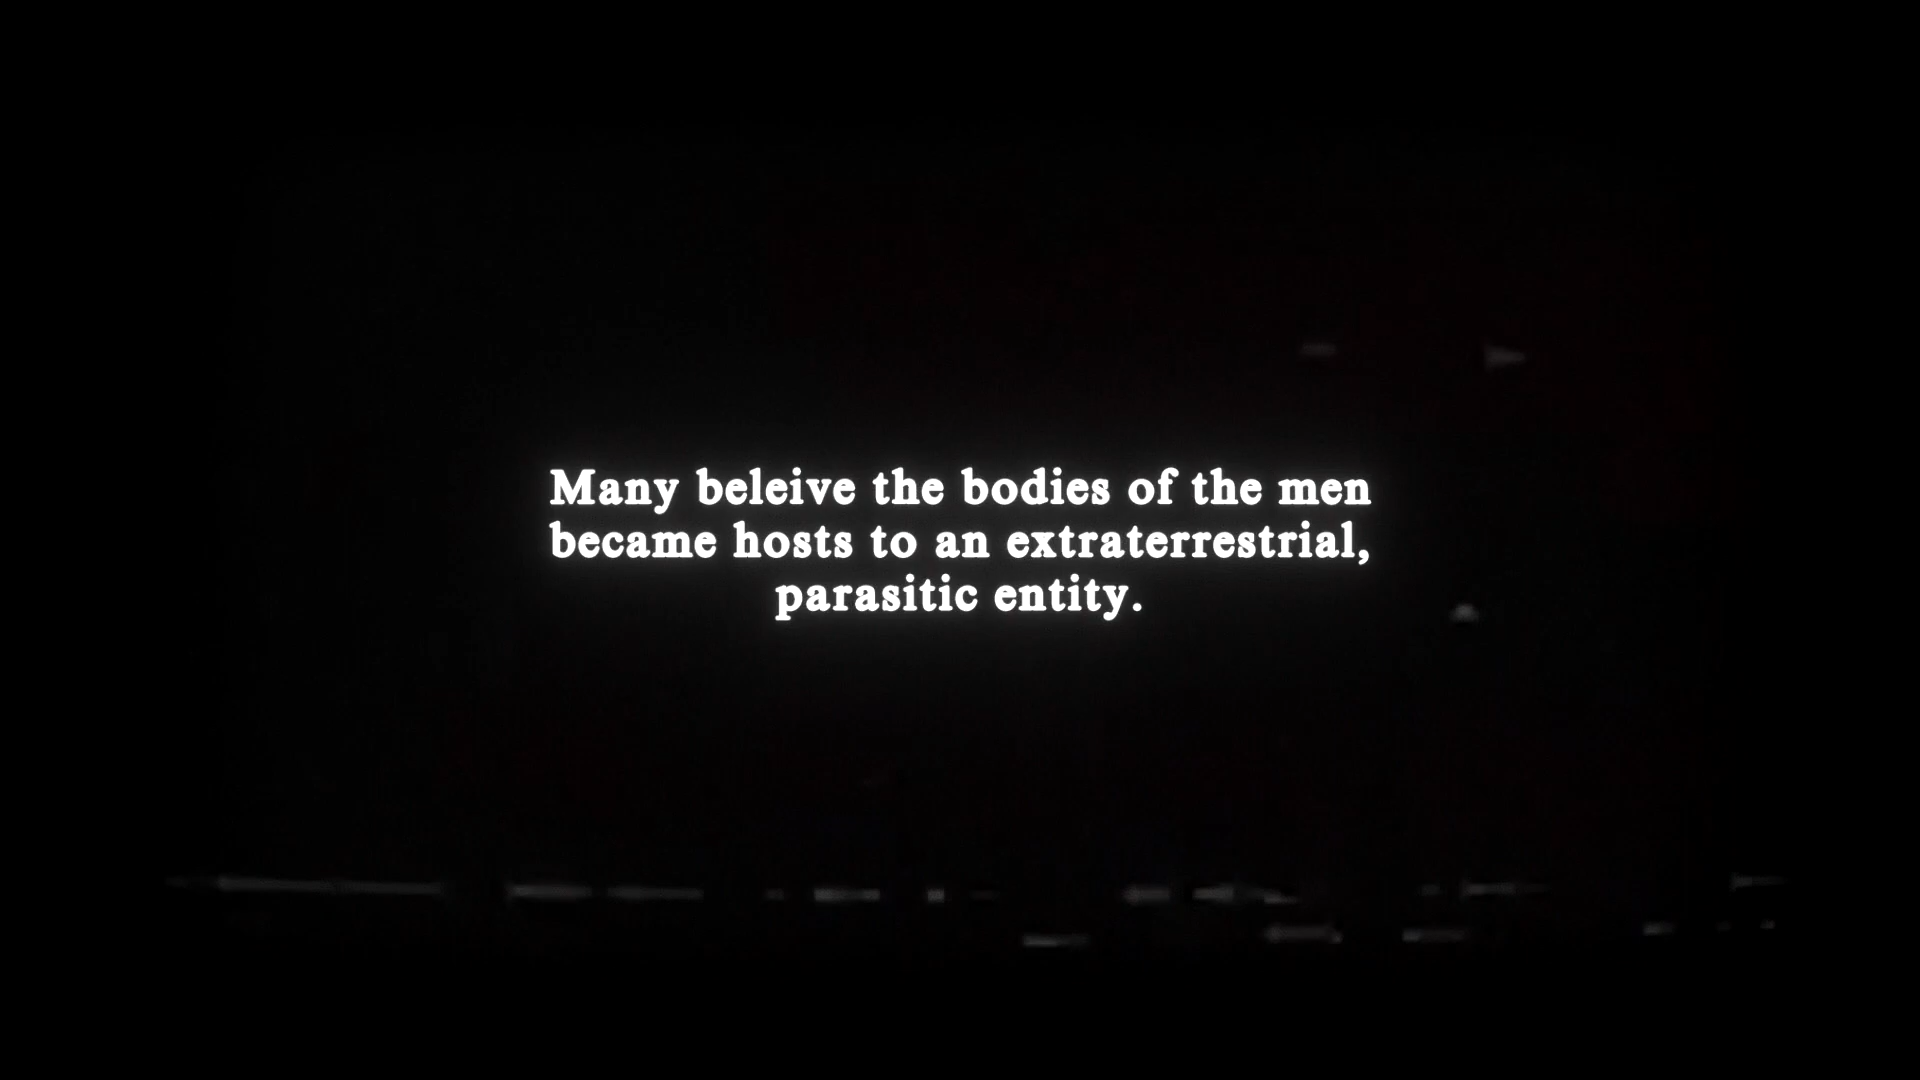 Many beleive the bodies of the men
became hosts to an extraterrestrial,
parasitic entity.